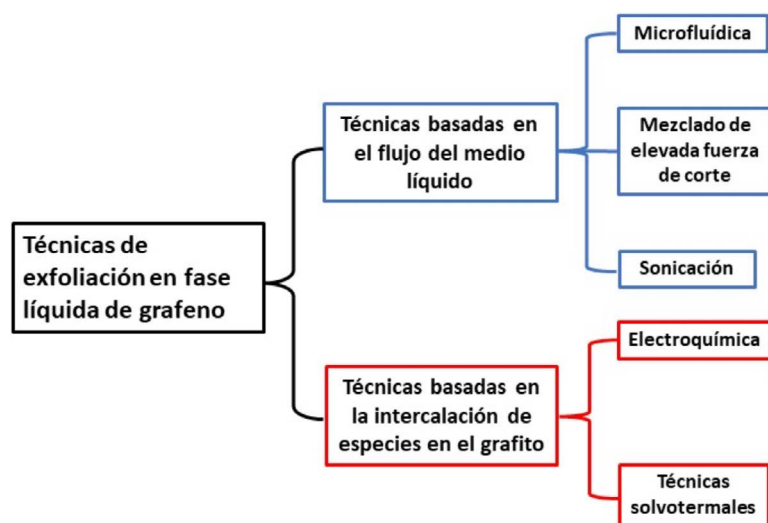 Técnicas de
exfoliación en fase
líquida de grafeno
Técnicas basadas en
el flujo del medio
líquido
Microfluídica
Mezclado de
elevada fuerza
de corte
Sonicación
Técnicas basadas en
la intercalación de
especies en el grafito
Electroquímica
Técnicas
solvotermales